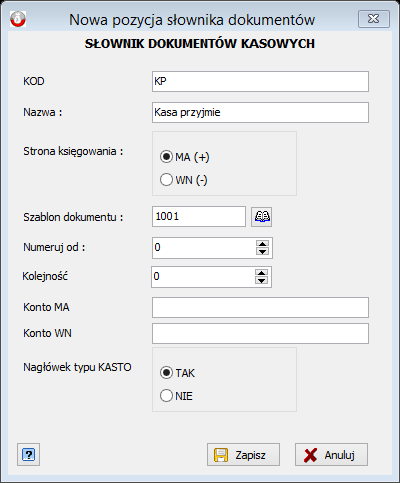 Nowa pozycja słownika dokumentów
SŁOWNIK DOKUMENTÓW KASOWYCH
KOD KP
Nazwa : Kasa przyjmie
Strona księgowania :
MA (+)
WN (-)
Szablon dokumentu : 1001
Numeruj od : 0
Kolejność 0
Konto MA
Konto WN
Nagłówek typu KASTO
TAK
NIE
? Zapisz Anuluj